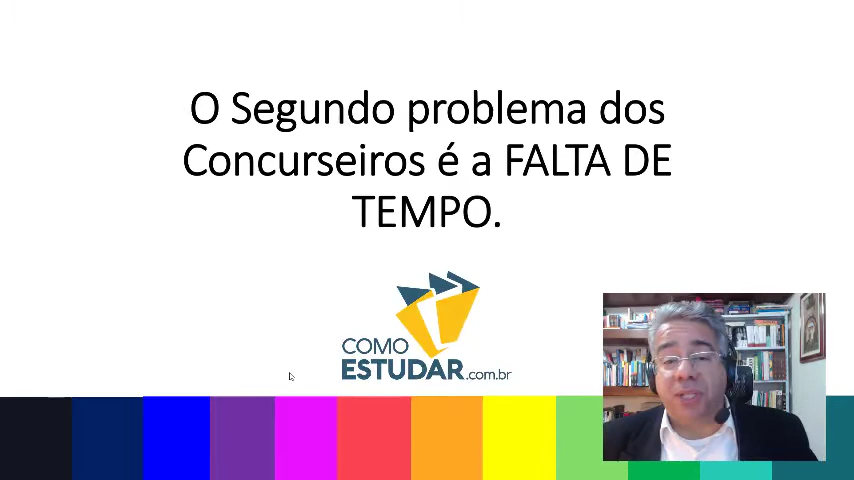 O Segundo problema dos
Concurseiros é a FALTA DE
TEMPO.
COMO
ESTUDAR.com.br